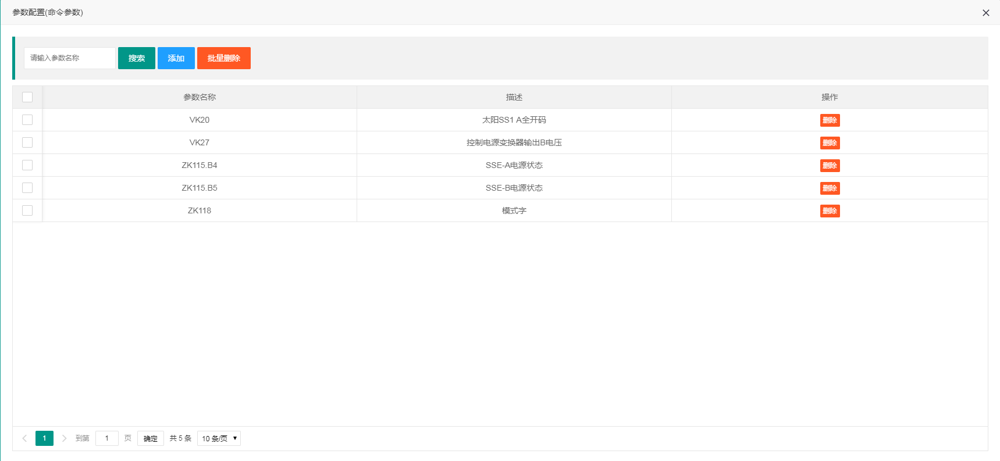 参数配置(命令参数)
请输入参数名称 搜索 添加 批量删除
参数名称 描述 操作
VK20 太阳SS1 A全开码 删除
VK27 控制电源变换器输出B电压 删除
ZK115.B4 SSE-A电源状态 删除
ZK115.B5 SSE-B电源状态 删除
ZK118 模式字 删除
1 到第 1 页 确定 共 5 条 10 条/页